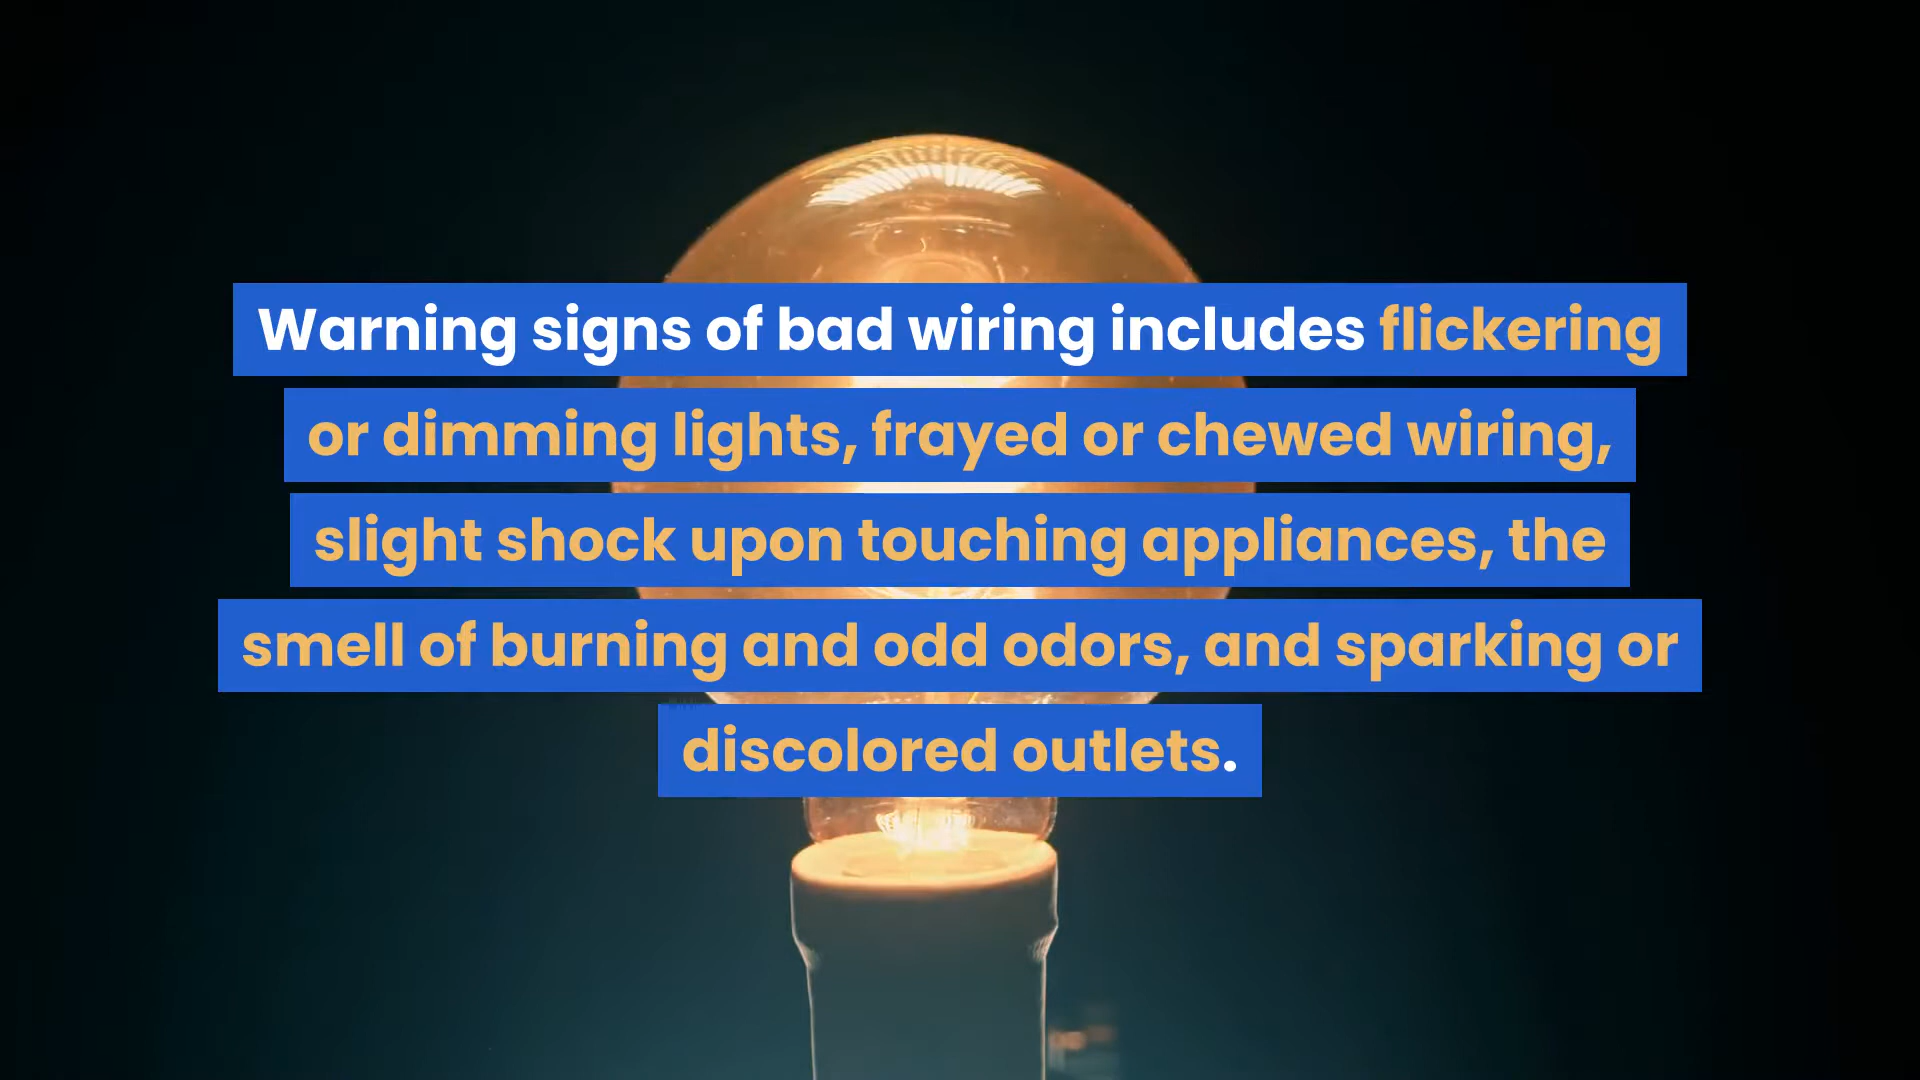 Warning signs of bad wiring includes flickering
or dimming lights, frayed or chewed wiring,
slight shock upon touching appliances, the
smell of burning and odd odors, and sparking or
discolored outlets.